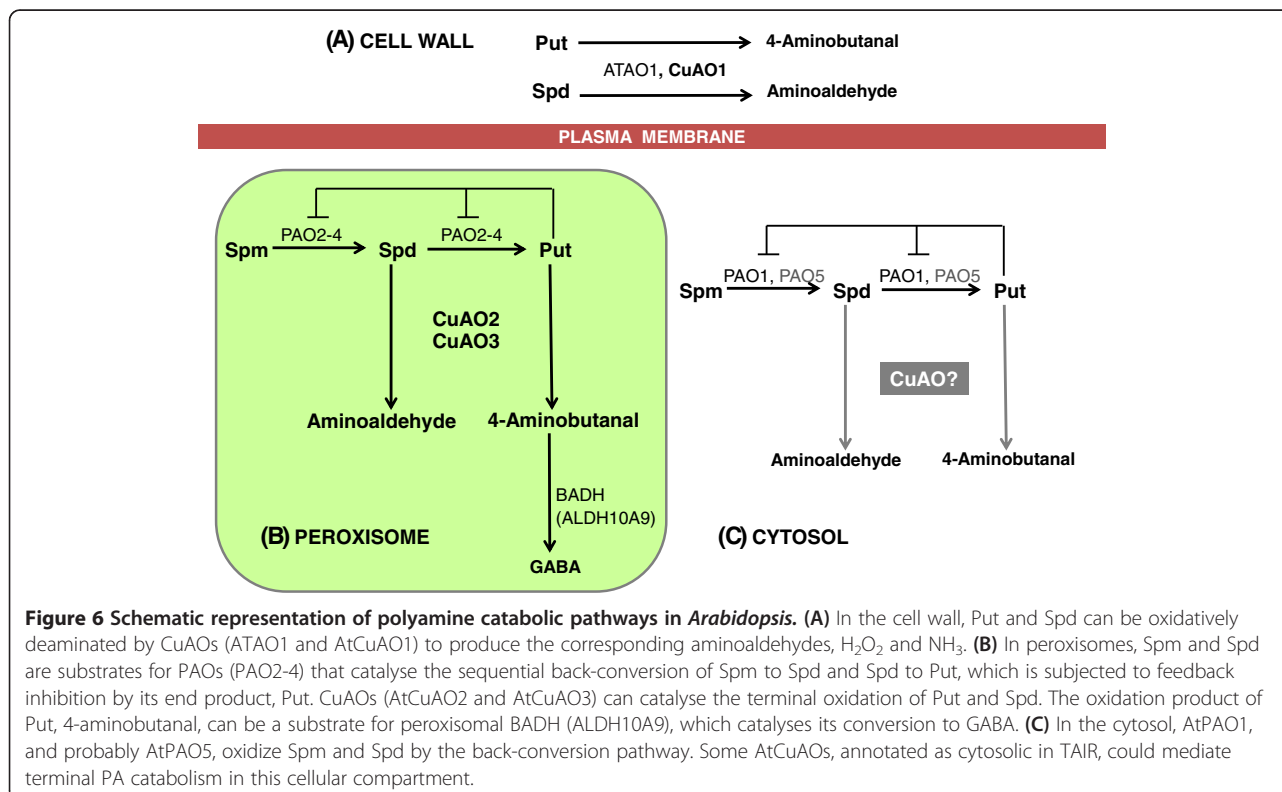 (A) CELL WALL
Put
4-Aminobutanal
ATAO1, CuAO1
Spd
Aminoaldehyde
PLASMA MEMBRANE
Spm
PAO2-4
Spd
PAO2-4
Put
CuAO2
CuAO3
Aminoaldehyde
4-Aminobutanal
BADH
(ALDH10A9)
(B) PEROXISOME
GABA
Spm
PAO1, PAO5
Spd
PAO1, PAO5
Put
CuAO?
Aminoaldehyde
4-Aminobutanal
(C) CYTOSOL
Figure 6 Schematic representation of polyamine catabolic pathways in Arabidopsis. (A) In the cell wall, Put and Spd can be oxidatively
deaminated by CuAOs (ATAO1 and AtCuAO1) to produce the corresponding aminoaldehydes, H₂O₂ and NH₃. (B) In peroxisomes, Spm and Spd
are substrates for PAOs (PAO2-4) that catalyse the sequential back-conversion of Spm to Spd and Spd to Put, which is subjected to feedback
inhibition by its end product, Put. CuAOs (AtCuAO2 and AtCuAO3) can catalyse the terminal oxidation of Put and Spd. The oxidation product of
Put, 4-aminobutanal, can be a substrate for peroxisomal BADH (ALDH10A9), which catalyses its conversion to GABA. (C) In the cytosol, AtPAO1,
and probably AtPAO5, oxidize Spm and Spd by the back-conversion pathway. Some AtCuAOs, annotated as cytosolic in TAIR, could mediate
terminal PA catabolism in this cellular compartment.